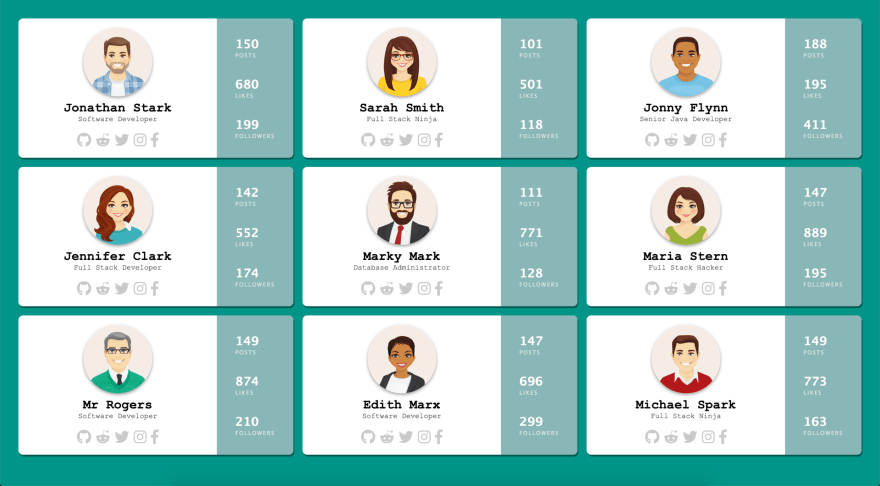 Jonathan Stark
Software Developer
150
POSTS
680
LIKES
199
FOLLOWERS
Sarah Smith
Full Stack Ninja
101
POSTS
501
LIKES
118
FOLLOWERS
Jonny Flynn
Senior Java Developer
188
POSTS
195
LIKES
411
FOLLOWERS
Jennifer Clark
Full Stack Developer
142
POSTS
552
LIKES
174
FOLLOWERS
Marky Mark
Database Administrator
111
POSTS
771
LIKES
128
FOLLOWERS
Maria Stern
Full Stack Hacker
147
POSTS
889
LIKES
195
FOLLOWERS
Mr Rogers
Software Developer
149
POSTS
874
LIKES
210
FOLLOWERS
Edith Marx
Software Developer
147
POSTS
696
LIKES
299
FOLLOWERS
Michael Spark
Full Stack Ninja
149
POSTS
773
LIKES
163
FOLLOWERS